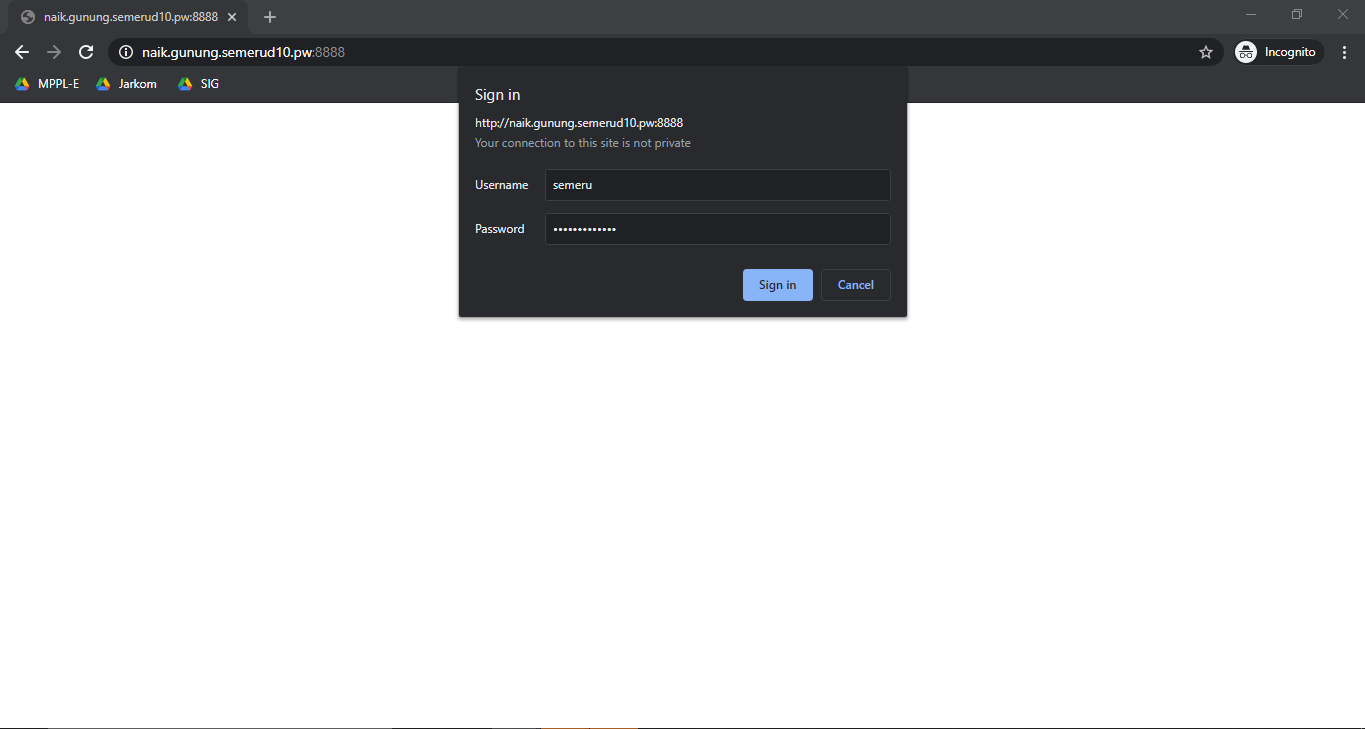 naik.gunung.semerud10.pw:8888
naik.gunung.semerud10.pw:8888
Incognito
MPPL-E Jarkom SIG
Sign in
http://naik.gunung.semerud10.pw:8888
Your connection to this site is not private
Username semeru
Password •••••••••••••
Sign in Cancel